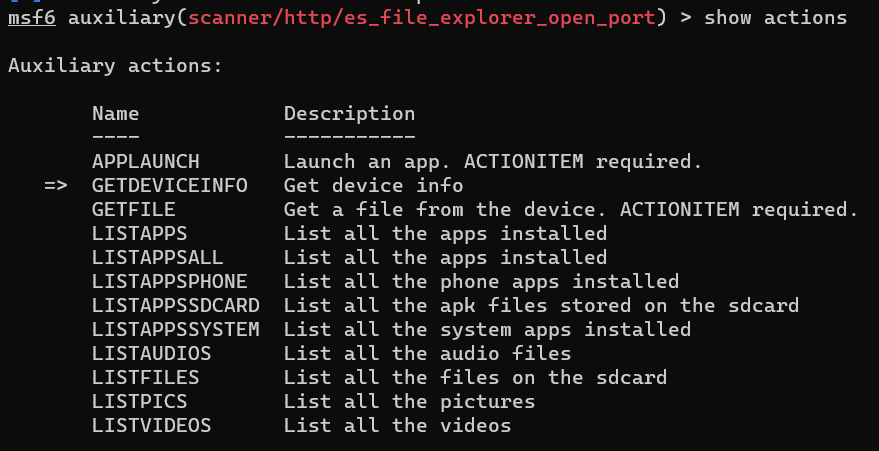 msf6 auxiliary(scanner/http/es_file_explorer_open_port) > show actions
Auxiliary actions:
Name Description
---- -----------
APPLAUNCH Launch an app. ACTIONITEM required.
=> GETDEVICEINFO Get device info
GETFILE Get a file from the device. ACTIONITEM required.
LISTAPPS List all the apps installed
LISTAPPSALL List all the apps installed
LISTAPPSPHONE List all the phone apps installed
LISTAPPSSDCARD List all the apk files stored on the sdcard
LISTAPPSSYSTEM List all the system apps installed
LISTAUDIOS List all the audio files
LISTFILES List all the files on the sdcard
LISTPICS List all the pictures
LISTVIDEOS List all the videos